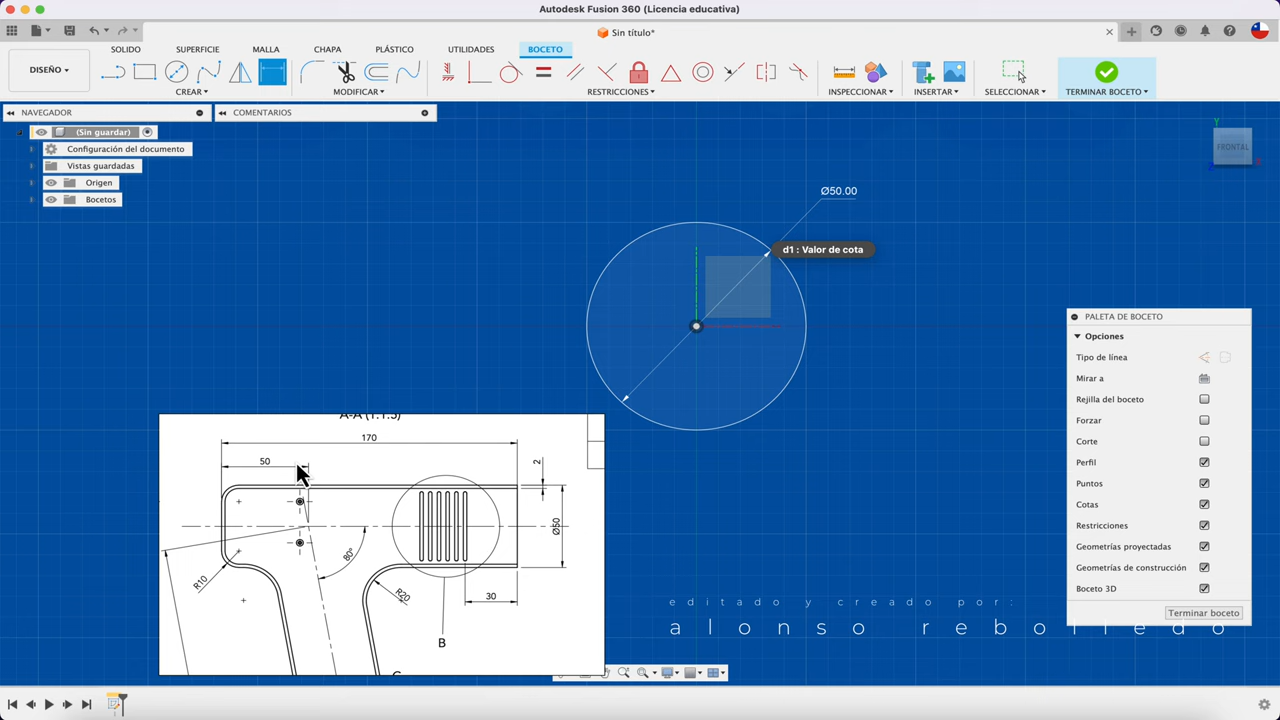 Autodesk Fusion 360 (Licencia educativa)
Sin título*
DISEÑO
SÓLIDO
SUPERFICIE
MALLA
CHAPA
PLÁSTICO
UTILIDADES
BOCETO
CREAR
MODIFICAR
RESTRICCIONES
INSPECCIONAR
INSERTAR
SELECCIONAR
TERMINAR BOCETO
NAVEGADOR
COMENTARIOS
(Sin guardar)
Configuración del documento
Vistas guardadas
Origen
Bocetos
Y
FRONTAL
Ø50.00
d1 : Valor de cota
A-A (1:1.5)
170
50
2
Ø50
80°
R10
R20
30
B
PALETA DE BOCETO
Opciones
Tipo de línea
Mirar a
Rejilla del boceto
Forzar
Corte
Perfil
Puntos
Cotas
Restricciones
Geometrías proyectadas
Geometrías de construcción
Boceto 3D
Terminar boceto
editado y creado por:
alonso rebolledo